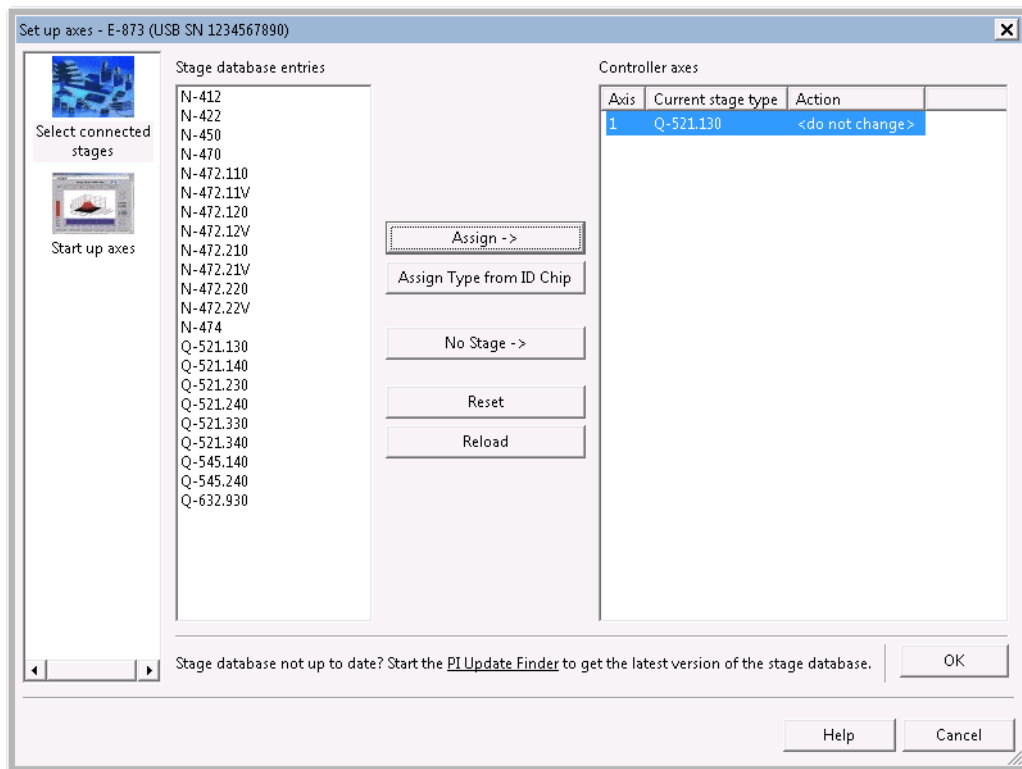 Set up axes - E-873 (USB SN 1234567890)
Select connected
stages
Start up axes
Stage database entries
N-412
N-422
N-450
N-470
N-472.110
N-472.11V
N-472.120
N-472.12V
N-472.210
N-472.21V
N-472.220
N-472.22V
N-474
Q-521.130
Q-521.140
Q-521.230
Q-521.240
Q-521.330
Q-521.340
Q-545.140
Q-545.240
Q-632.930
Assign ->
Assign Type from ID Chip
No Stage ->
Reset
Reload
Controller axes
Axis Current stage type Action
1 Q-521.130 <do not change>
Stage database not up to date? Start the PI Update Finder to get the latest version of the stage database.
OK
Help Cancel